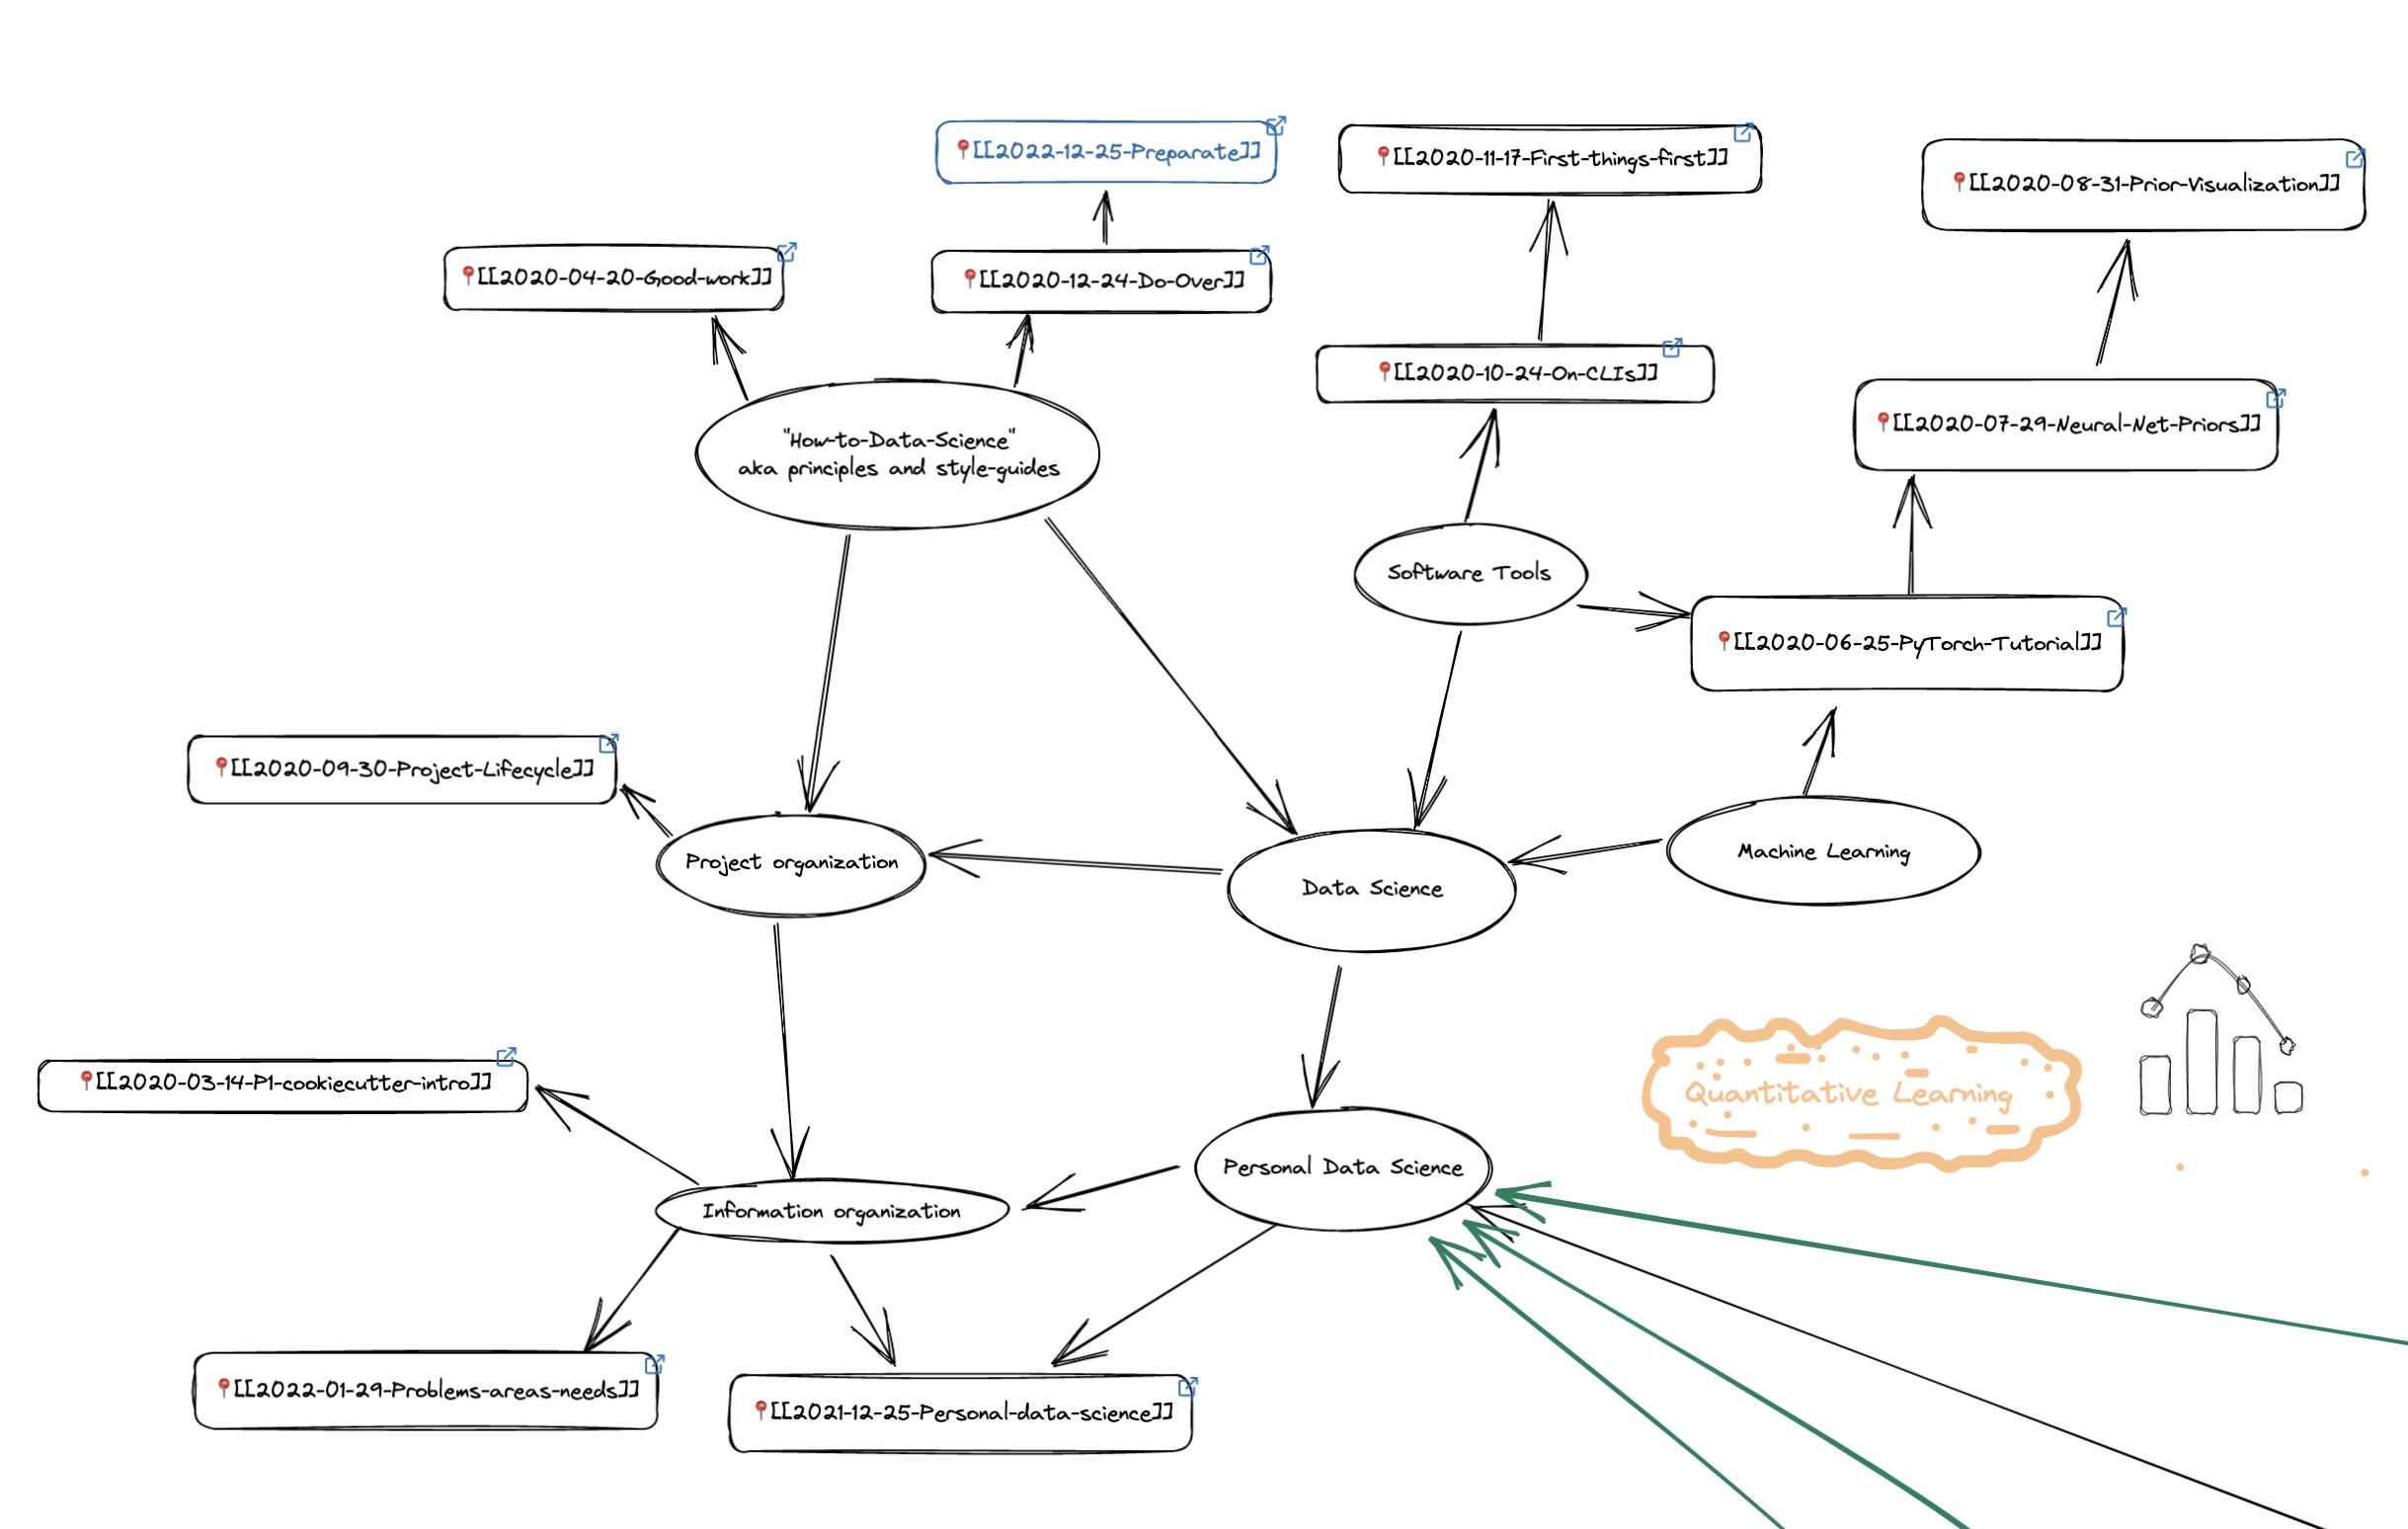 📍[[2022-12-25-Preparate]]
📍[[2020-11-17-First-things-first]]
📍[[2020-08-31-Prior-Visualization]]
📍[[2020-04-20-Good-work]]
📍[[2020-12-24-Do-Over]]
📍[[2020-10-24-On-CLIs]]
📍[[2020-07-29-Neural-Net-Priors]]
"How-to-Data-Science"
aka principles and style-guides
Software Tools
📍[[2020-06-25-PyTorch-Tutorial]]
📍[[2020-09-30-Project-Lifecycle]]
Project organization
Data Science
Machine Learning
📍[[2020-03-14-P1-cookiecutter-intro]]
Quantitative Learning
Personal Data Science
Information organization
📍[[2022-01-29-Problems-areas-needs]]
📍[[2021-12-25-Personal-data-science]]